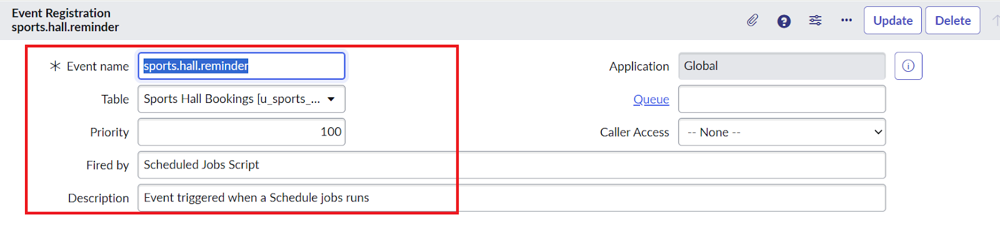 Event Registration
sports.hall.reminder
Update
Delete
Event name sports.hall.reminder
Application Global
Table Sports Hall Bookings [u_sports_...
Queue
Priority 100
Caller Access -- None --
Fired by Scheduled Jobs Script
Description Event triggered when a Schedule jobs runs